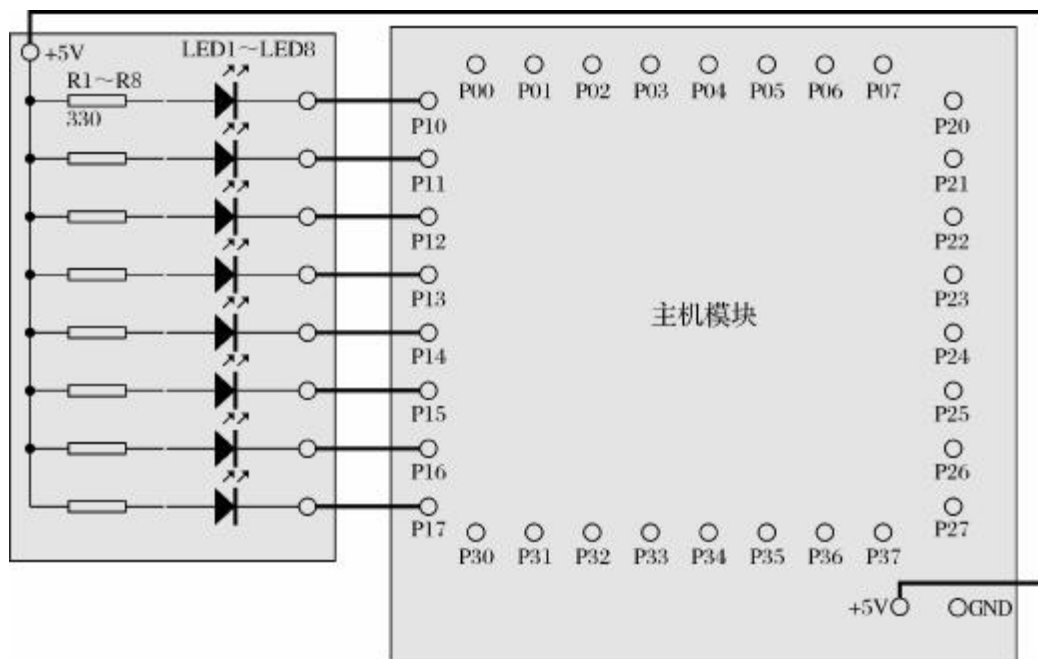 +5V
LED1～LED8
R1～R8
330
P00 P01 P02 P03 P04 P05 P06 P07
P10
P20
P11
P21
P12
P22
P13
P23
主机模块
P14
P24
P15
P25
P16
P26
P17
P27
P30 P31 P32 P33 P34 P35 P36 P37
+5V
GND